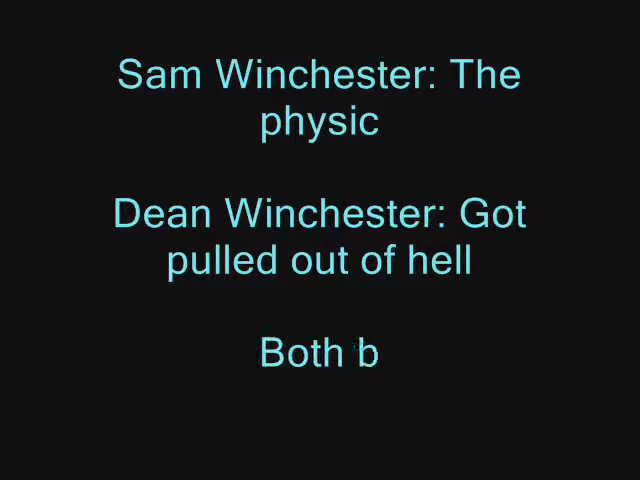 Sam Winchester: The
physic
Dean Winchester: Got
pulled out of hell
Both b